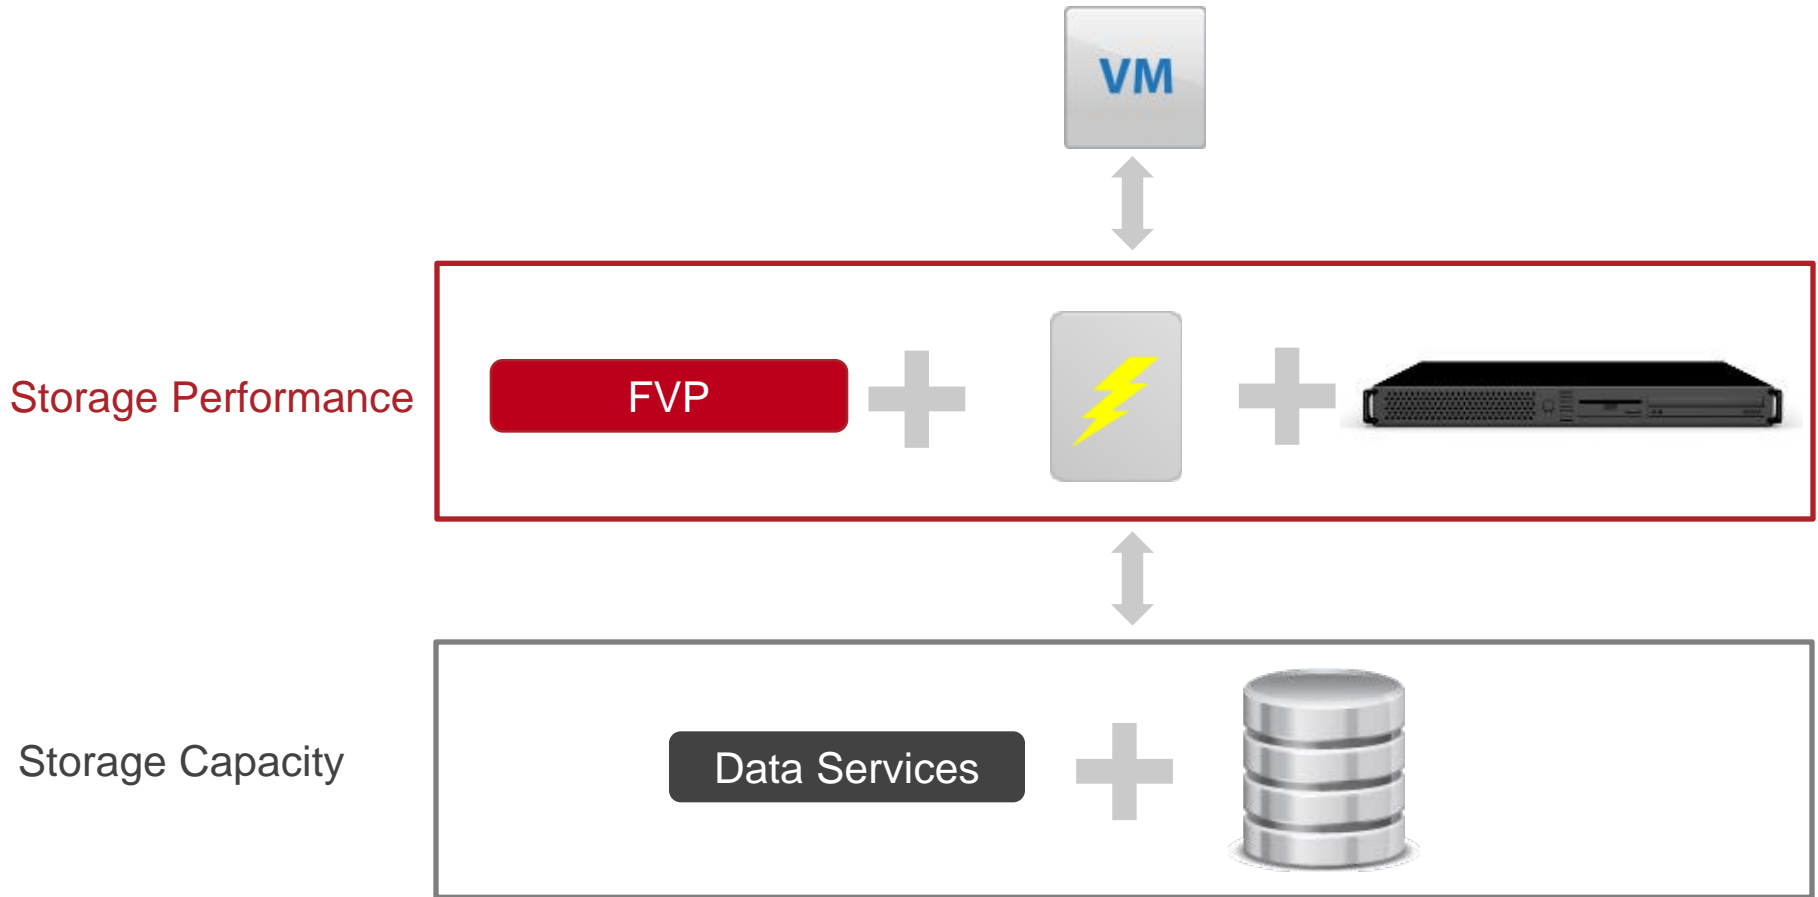 VM
Storage Performance
FVP
Storage Capacity
Data Services